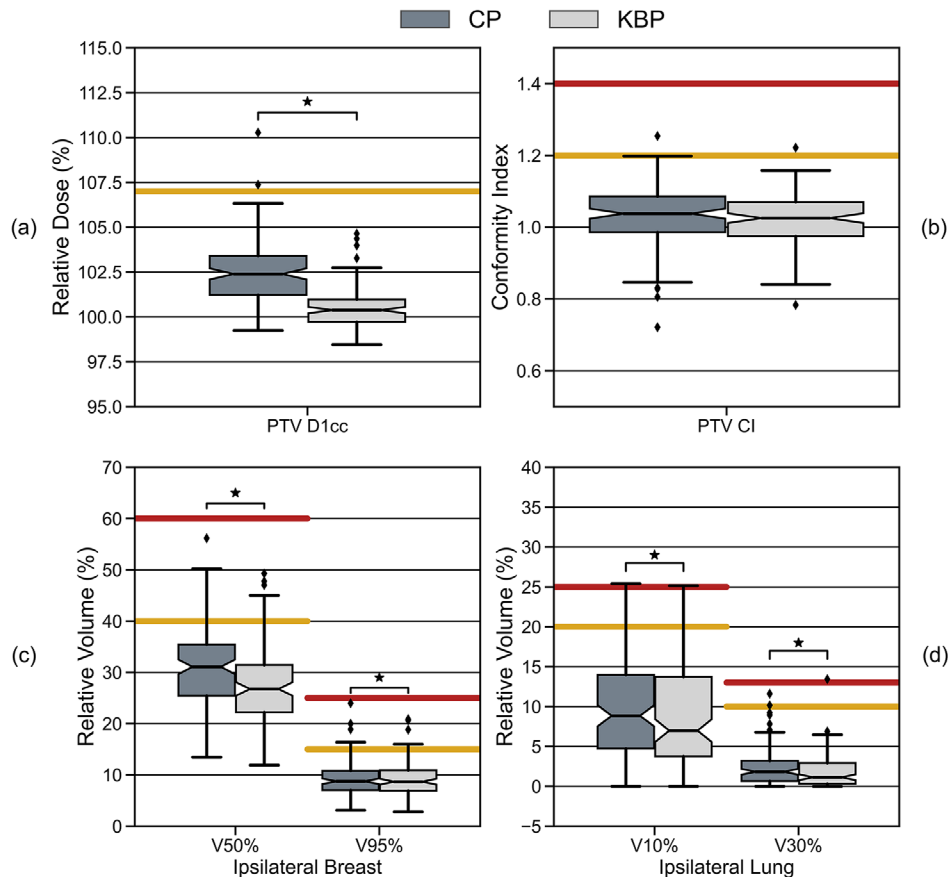 CP KBP
(a)
Relative Dose (%)
115.0
112.5
110.0
107.5
105.0
102.5
100.0
97.5
95.0
PTV D1cc
(b)
Conformity Index
1.4
1.2
1.0
0.8
0.6
PTV CI
(c)
Relative Volume (%)
70
60
50
40
30
20
10
0
V50% V95%
Ipsilateral Breast
(d)
Relative Volume (%)
40
35
30
25
20
15
10
5
0
−5
V10% V30%
Ipsilateral Lung